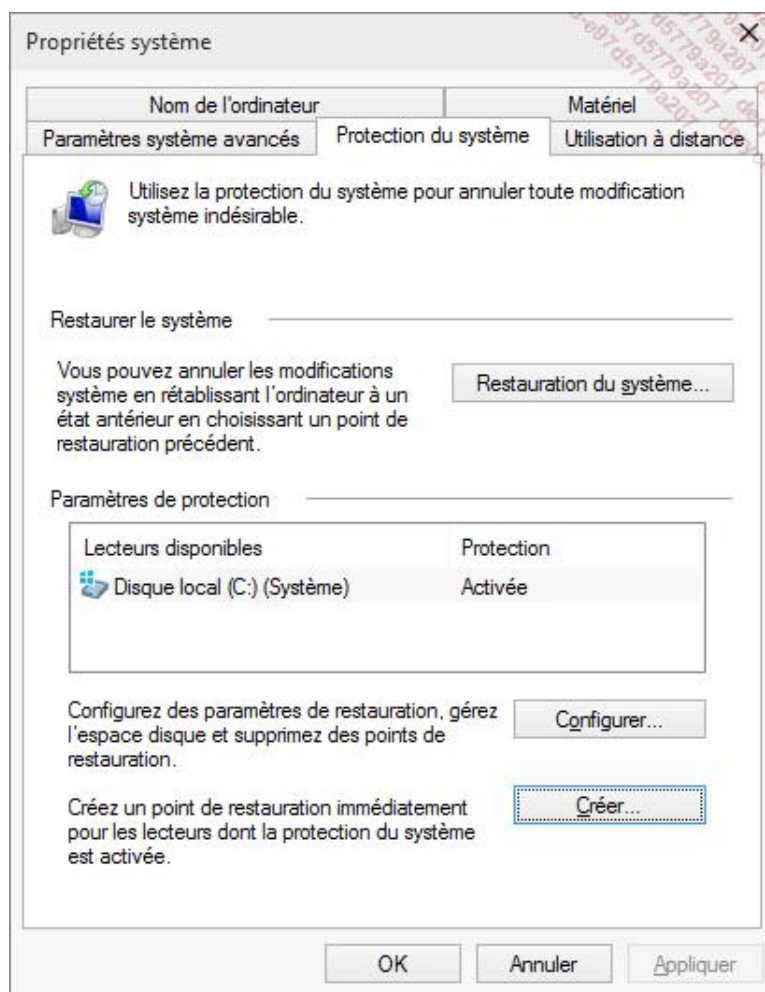 Propriétés système
Nom de l'ordinateur
Matériel
Paramètres système avancés
Protection du système
Utilisation à distance
Utilisez la protection du système pour annuler toute modification
système indésirable.
Restaurer le système
Vous pouvez annuler les modifications
système en rétablissant l'ordinateur à un
état antérieur en choisissant un point de
restauration précédent.
Restauration du système...
Paramètres de protection
Lecteurs disponibles
Protection
Disque local (C:) (Système)
Activée
Configurez des paramètres de restauration, gérez
l'espace disque et supprimez des points de
restauration.
Configurer...
Créez un point de restauration immédiatement
pour les lecteurs dont la protection du système
est activée.
Créer...
OK
Annuler
Appliquer